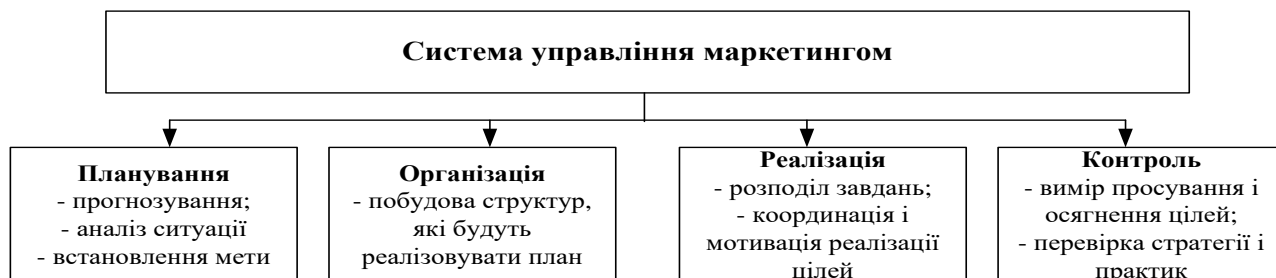 Система управління маркетингом
Планування
- прогнозування;
- аналіз ситуації
- встановлення мети
Організація
- побудова структур,
які будуть
реалізовувати план
Реалізація
- розподіл завдань;
- координація і
мотивація реалізації
цілей
Контроль
- вимір просування і
осягнення цілей;
- перевірка стратегії і
практик